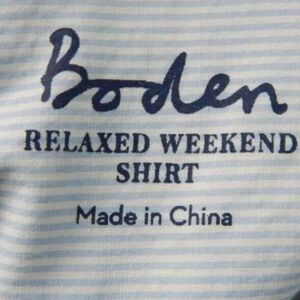 Boden
RELAXED WEEKEND
SHIRT
Made in China